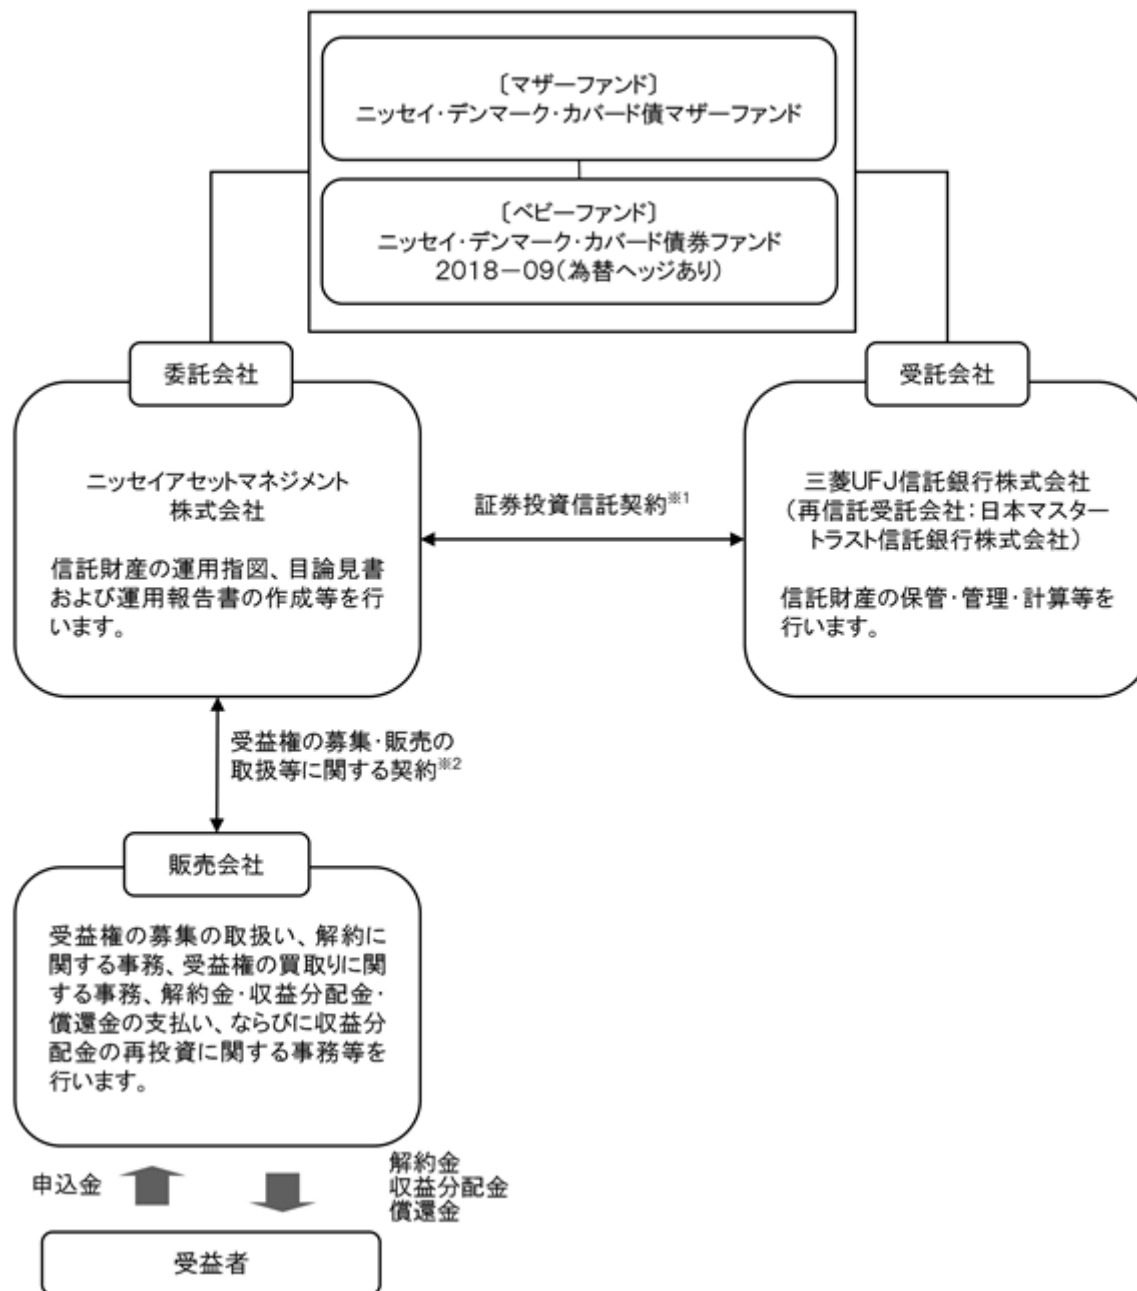 〔マザーファンド〕
ニッセイ・デンマーク・カバード債マザーファンド
〔ベビーファンド〕
ニッセイ・デンマーク・カバード債券ファンド
2018－09（為替ヘッジあり）
委託会社
ニッセイアセットマネジメント
株式会社
信託財産の運用指図、目論見書
および運用報告書の作成等を行
います。
証券投資信託契約※1
受託会社
三菱UFJ信託銀行株式会社
（再信託受託会社：日本マスター
トラスト信託銀行株式会社）
信託財産の保管・管理・計算等を
行います。
受益権の募集・販売の
取扱等に関する契約※2
販売会社
受益権の募集の取扱い、解約に
関する事務、受益権の買取りに関
する事務、解約金・収益分配金・
償還金の支払い、ならびに収益分
配金の再投資に関する事務等を
行います。
申込金
解約金
収益分配金
償還金
受益者